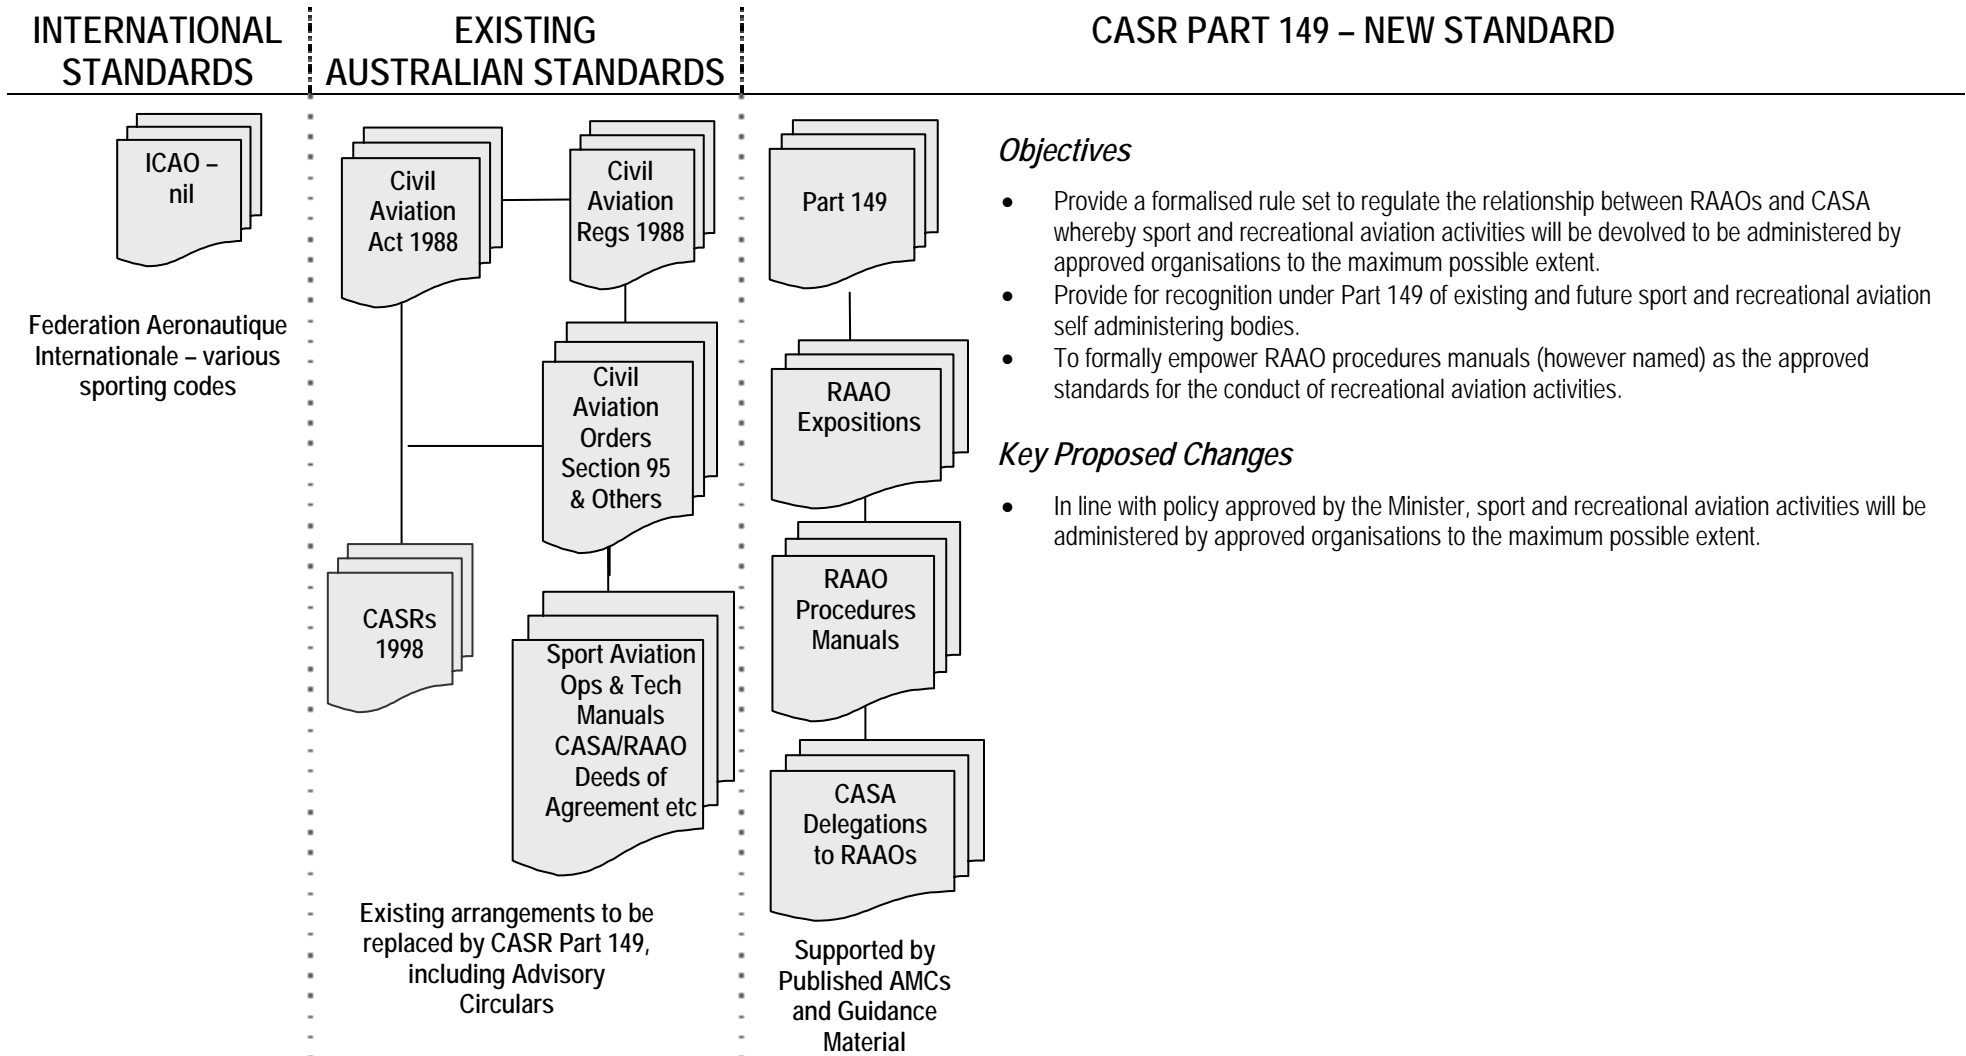 INTERNATIONAL
STANDARDS
EXISTING
AUSTRALIAN STANDARDS
CASR PART 149 – NEW STANDARD
ICAO –
nil
Federation Aeronautique
Internationale – various
sporting codes
Civil
Aviation
Act 1988
Civil
Aviation
Regs 1988
Civil
Aviation
Orders
Section 95
& Others
CASRs
1998
Sport Aviation
Ops & Tech
Manuals
CASA/RAAO
Deeds of
Agreement etc
Existing arrangements to be
replaced by CASR Part 149,
including Advisory
Circulars
Part 149
RAAO
Expositions
RAAO
Procedures
Manuals
CASA
Delegations
to RAAOs
Supported by
Published AMCs
and Guidance
Material
Objectives
• Provide a formalised rule set to regulate the relationship between RAAOs and CASA
whereby sport and recreational aviation activities will be devolved to be administered by
approved organisations to the maximum possible extent.
• Provide for recognition under Part 149 of existing and future sport and recreational aviation
self administering bodies.
• To formally empower RAAO procedures manuals (however named) as the approved
standards for the conduct of recreational aviation activities.
Key Proposed Changes
• In line with policy approved by the Minister, sport and recreational aviation activities will be
administered by approved organisations to the maximum possible extent.